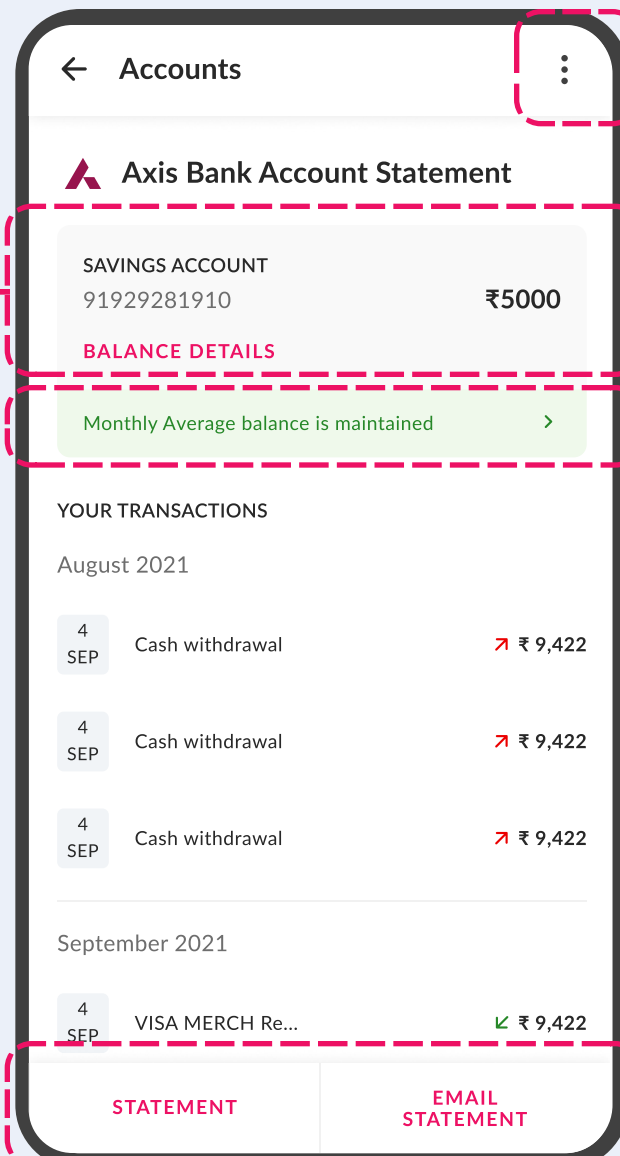 Accounts
Axis Bank Account Statement
SAVINGS ACCOUNT
91929281910
₹5000
BALANCE DETAILS
Monthly Average balance is maintained
YOUR TRANSACTIONS
August 2021
4
SEP
Cash withdrawal
₹ 9,422
4
SEP
Cash withdrawal
₹ 9,422
4
SEP
Cash withdrawal
₹ 9,422
September 2021
4
SEP
VISA MERCH Re...
₹ 9,422
STATEMENT
EMAIL
STATEMENT